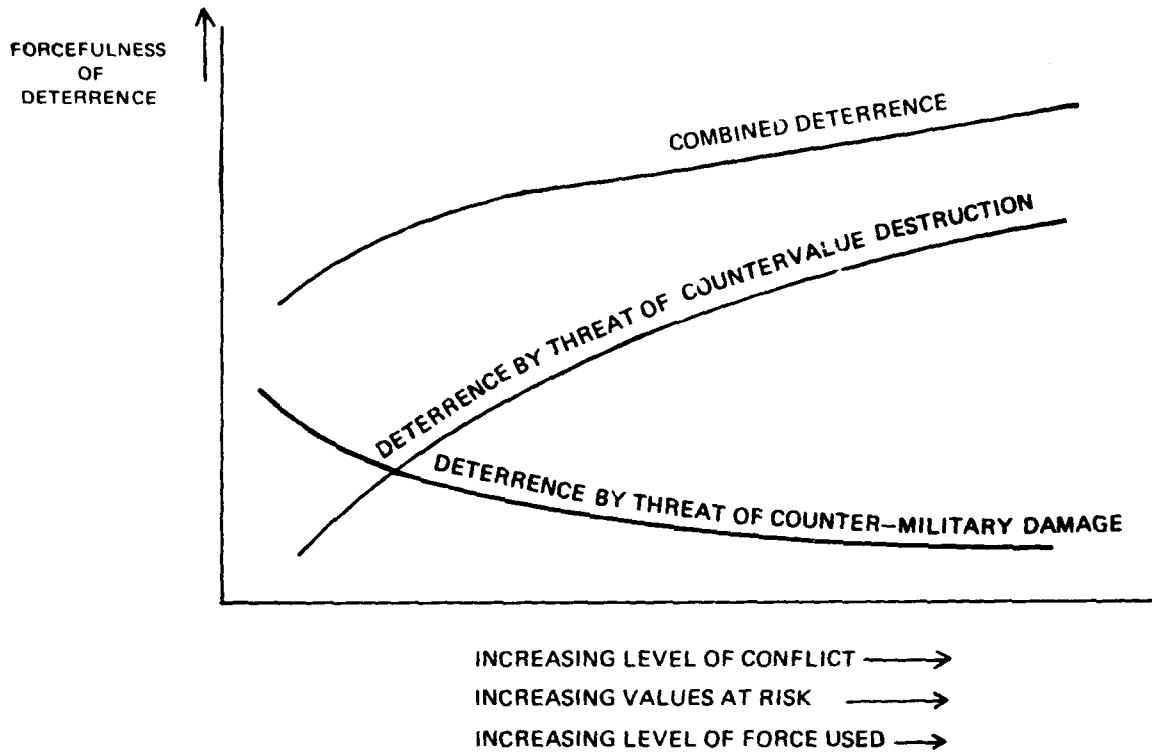 FORCEFULNESS
OF
DETERRENCE
COMBINED DETERRENCE
DETERRENCE BY THREAT OF COUNTERVALUE DESTRUCTION
DETERRENCE BY THREAT OF COUNTER-MILITARY DAMAGE
INCREASING LEVEL OF CONFLICT
INCREASING VALUES AT RISK
INCREASING LEVEL OF FORCE USED